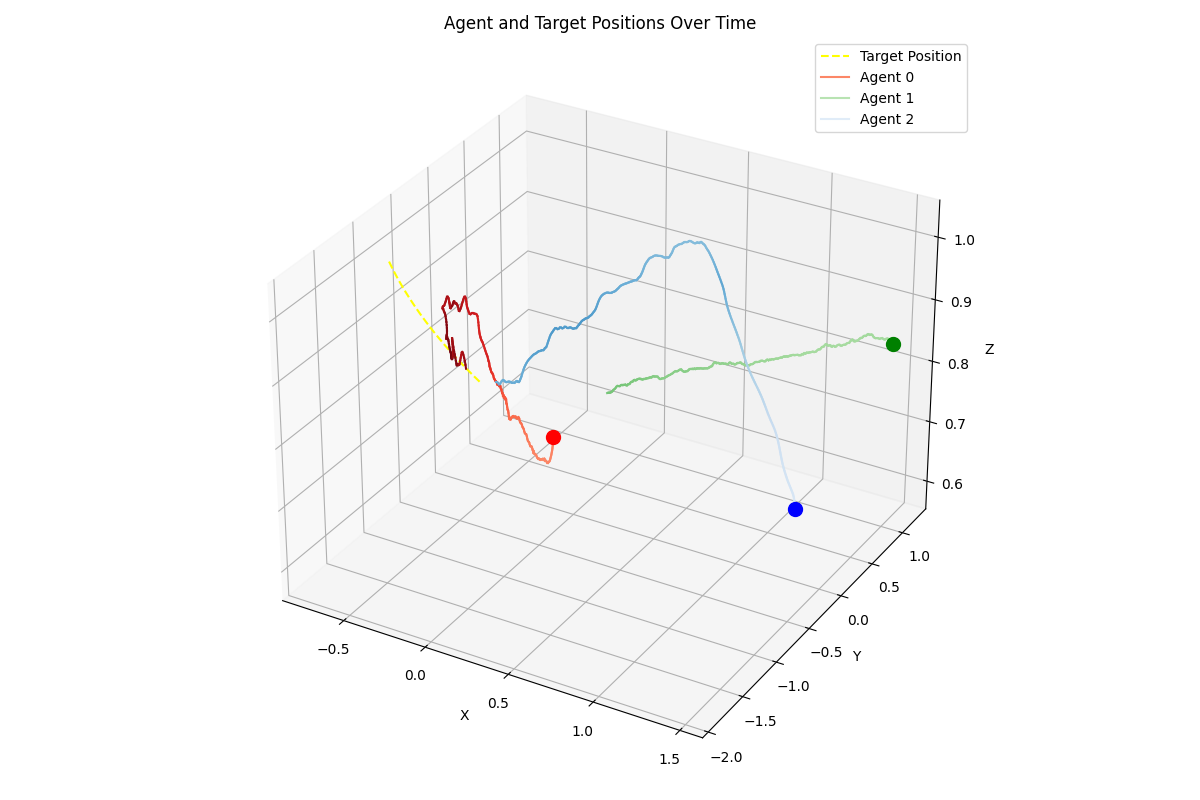 Agent and Target Positions Over Time
Target Position
Agent 0
Agent 1
Agent 2
Z
1.0
0.9
0.8
0.7
0.6
1.0
0.5
0.0
−0.5
−1.0
−1.5
−2.0
Y
−0.5
0.0
0.5
1.0
1.5
X